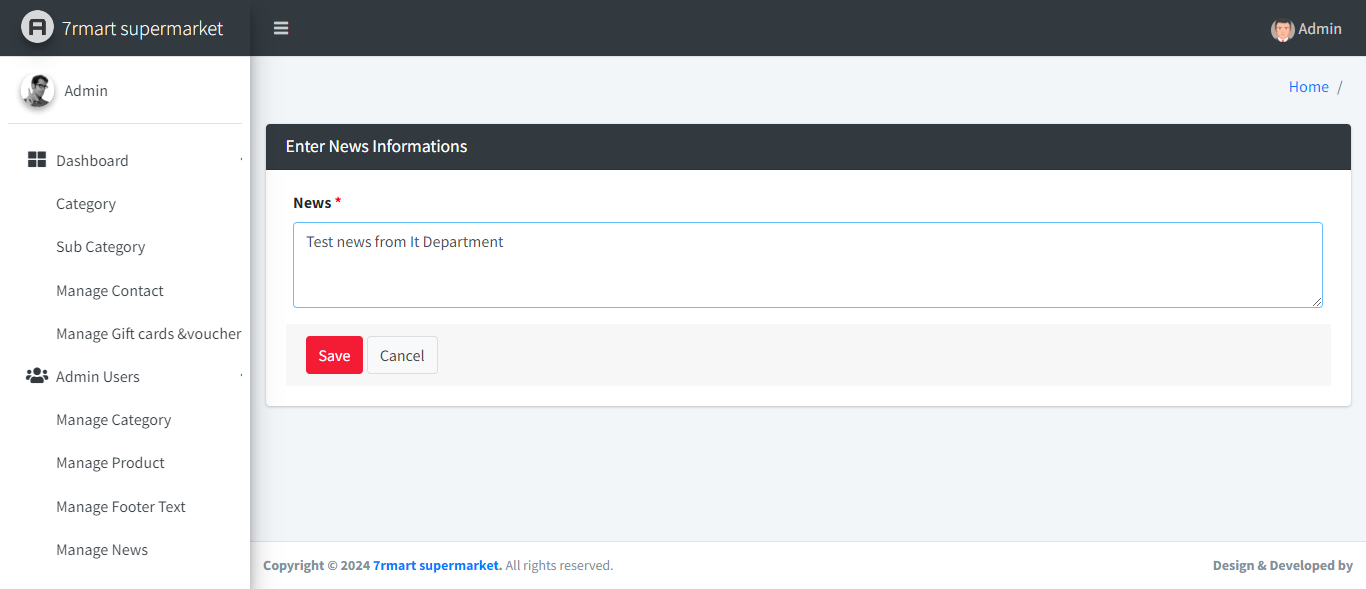 7rmart supermarket
Admin
Admin
Home /
Dashboard
Category
Sub Category
Manage Contact
Manage Gift cards &voucher
Admin Users
Manage Category
Manage Product
Manage Footer Text
Manage News
Enter News Informations
News *
Test news from It Department
Save Cancel
Copyright © 2024 7rmart supermarket. All rights reserved.
Design & Developed by